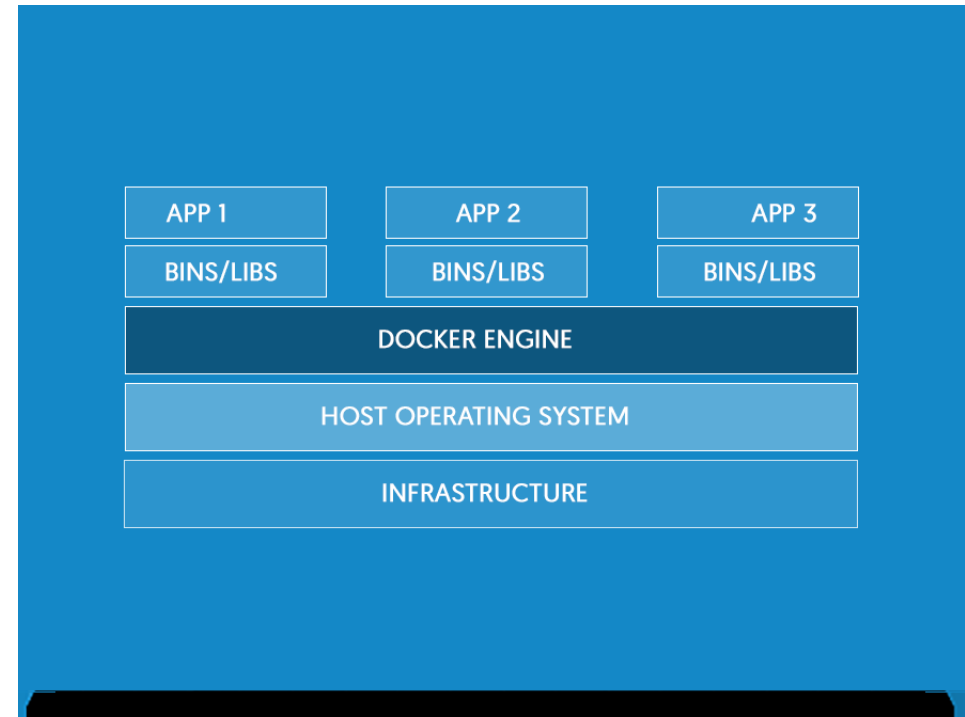 APP 1 APP 2 APP 3
BINS/LIBS BINS/LIBS BINS/LIBS
DOCKER ENGINE
HOST OPERATING SYSTEM
INFRASTRUCTURE